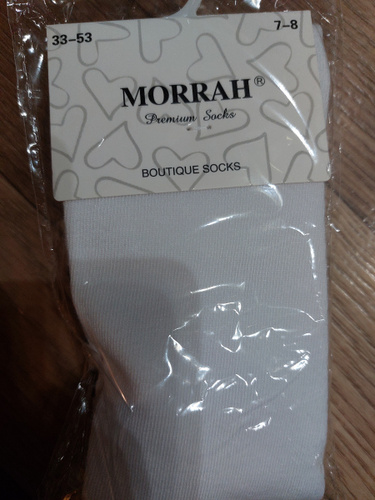 33-53 7-8
MORRAH®
Premium Socks
BOUTIQUE SOCKS